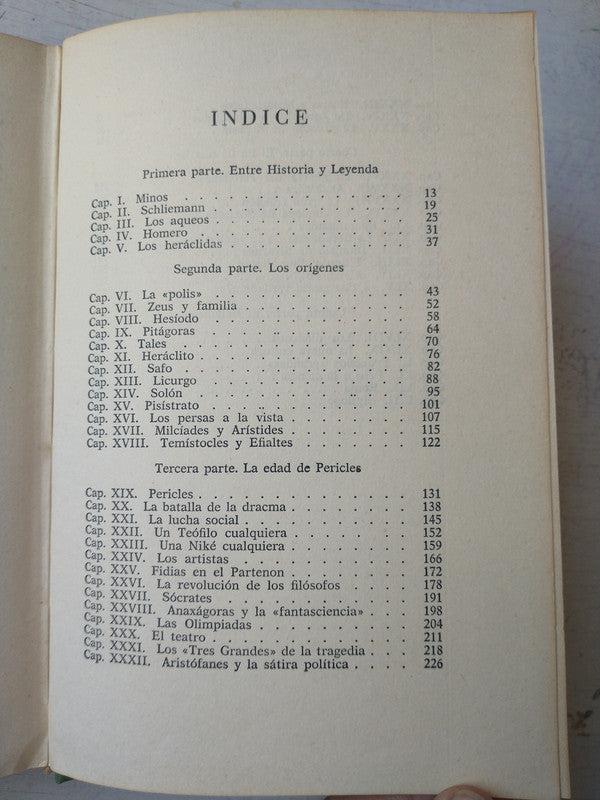 INDICE
Primera parte. Entre Historia y Leyenda
Cap. I. Minos . . . . . . . . . . . . . 13
Cap. II. Schliemann . . . . . . . . . . . . 19
Cap. III. Los aqueos . . . . . . . . . . . . 25
Cap. IV. Homero . . . . . . . . . . . . . 31
Cap. V. Los heráclidas . . . . . . . . . . . 37
Segunda parte. Los orígenes
Cap. VI. La «polis» . . . . . . . . . . . . 43
Cap. VII. Zeus y familia . . . . . . . . . . 52
Cap. VIII. Hesíodo . . . . . . . . . . . . 58
Cap. IX. Pitágoras . . . . . . . . . . . . 64
Cap. X. Tales . . . . . . . . . . . . . 70
Cap. XI. Heráclito . . . . . . . . . . . . 76
Cap. XII. Safo . . . . . . . . . . . . . 82
Cap. XIII. Licurgo . . . . . . . . . . . . 88
Cap. XIV. Solón . . . . . . . . . . . . 95
Cap. XV. Pisístrato . . . . . . . . . . . 101
Cap. XVI. Los persas a la vista . . . . . . . . 107
Cap. XVII. Milcíades y Arístides . . . . . . . . 115
Cap. XVIII. Temístocles y Efialtes . . . . . . . 122
Tercera parte. La edad de Pericles
Cap. XIX. Pericles . . . . . . . . . . . . 131
Cap. XX. La batalla de la dracma . . . . . . . 138
Cap. XXI. La lucha social . . . . . . . . . . 145
Cap. XXII. Un Teófilo cualquiera . . . . . . . 152
Cap. XXIII. Una Niké cualquiera . . . . . . . . 159
Cap. XXIV. Los artistas . . . . . . . . . . 166
Cap. XXV. Fidias en el Partenon . . . . . . . . 172
Cap. XXVI. La revolución de los filósofos . . . . . 178
Cap. XXVII. Sócrates . . . . . . . . . . . 191
Cap. XXVIII. Anaxágoras y la «fantasciencia» . . . 198
Cap. XXIX. Las Olimpiadas . . . . . . . . . 204
Cap. XXX. El teatro . . . . . . . . . . . 211
Cap. XXXI. Los «Tres Grandes» de la tragedia . . . 218
Cap. XXXII. Aristófanes y la sátira política . . . . 226